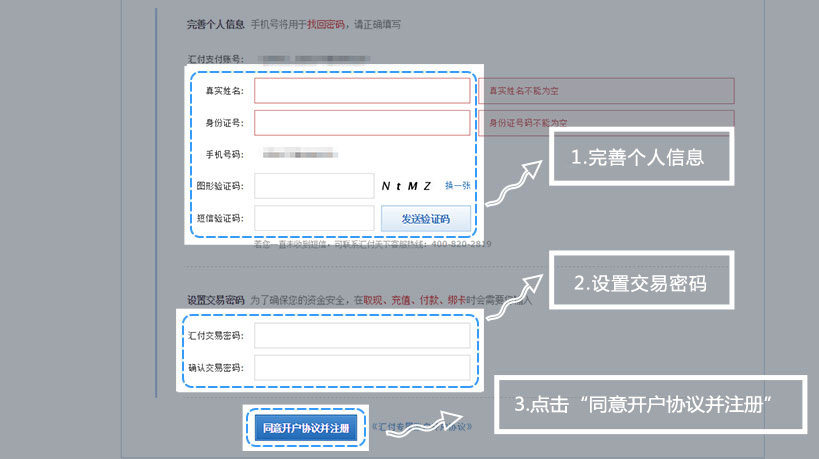 完善个人信息 手机号将用于找回密码，请正确填写
汇付支付账号：
真实姓名： 真实姓名不能为空
身份证号： 身份证号码不能为空
1.完善个人信息
手机号码：
图形验证码： N t M Z 换一张
短信验证码： 发送验证码
若您一直未收到短信，可联系汇付天下客服热线：400-820-2819
2.设置交易密码
设置交易密码 为了确保您的资金安全，在取现、充值、付款、绑卡时会需要您输入
汇付交易密码：
确认交易密码：
3.点击“同意开户协议并注册”
同意开户协议并注册